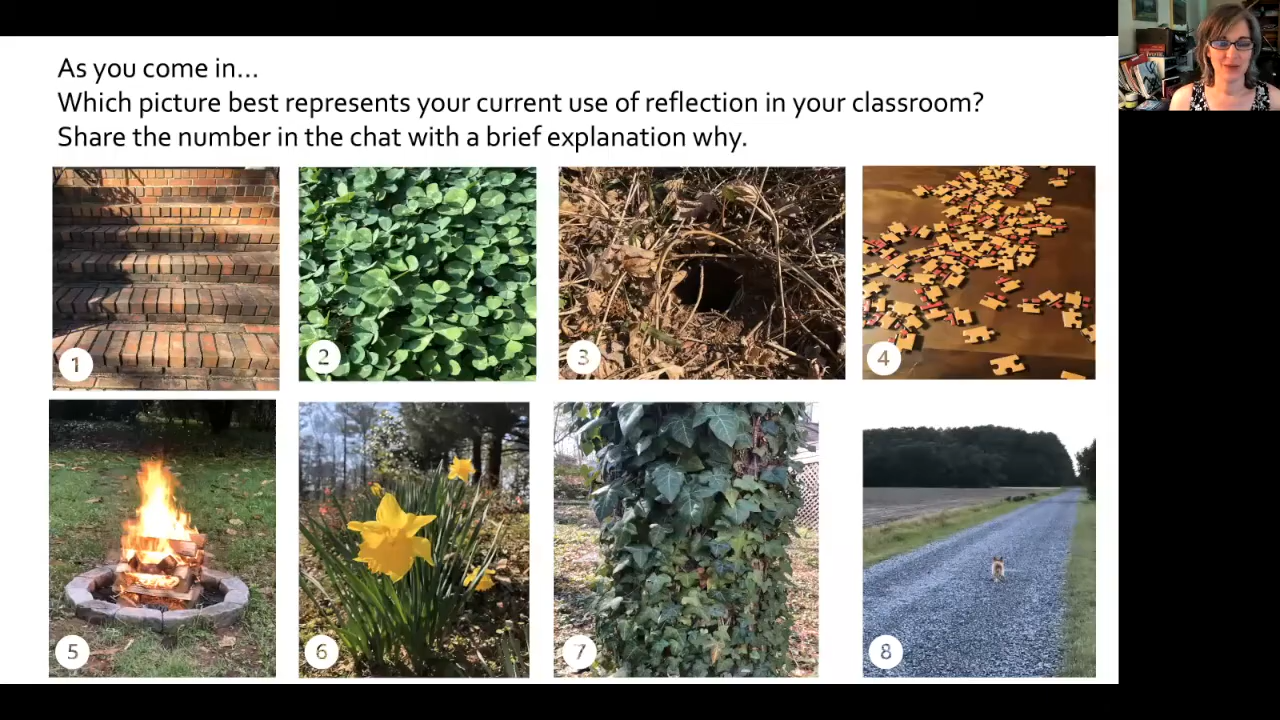 As you come in...
Which picture best represents your current use of reflection in your classroom?
Share the number in the chat with a brief explanation why.
1
2
3
4
5
6
7
8